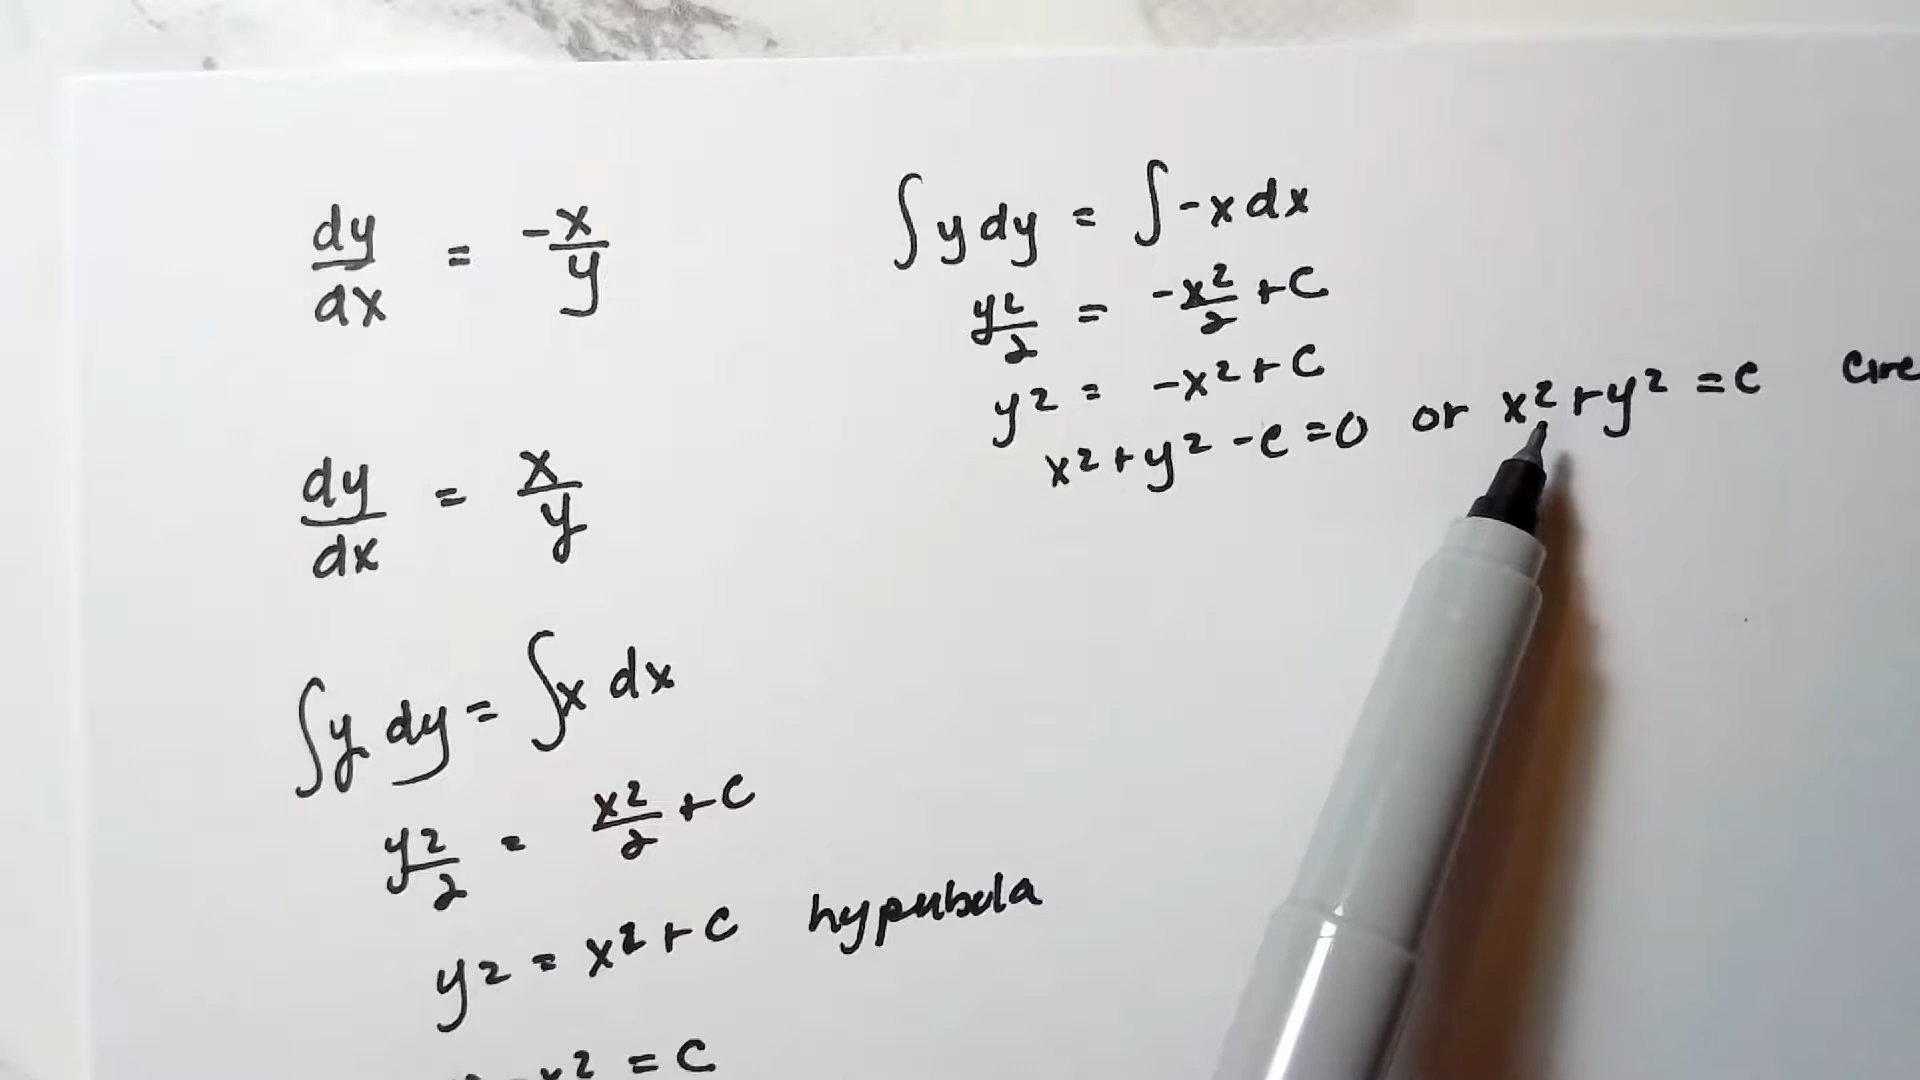 dy/dx = -x/y
dy/dx = x/y
∫y dy = ∫x dx
y²/2 = x²/2 + C
y² = x² + C hyperbola
x² = C
∫y dy = ∫-x dx
y²/2 = -x²/2 + C
y² = -x² + C
x² + y² - C = 0 or x² + y² = C